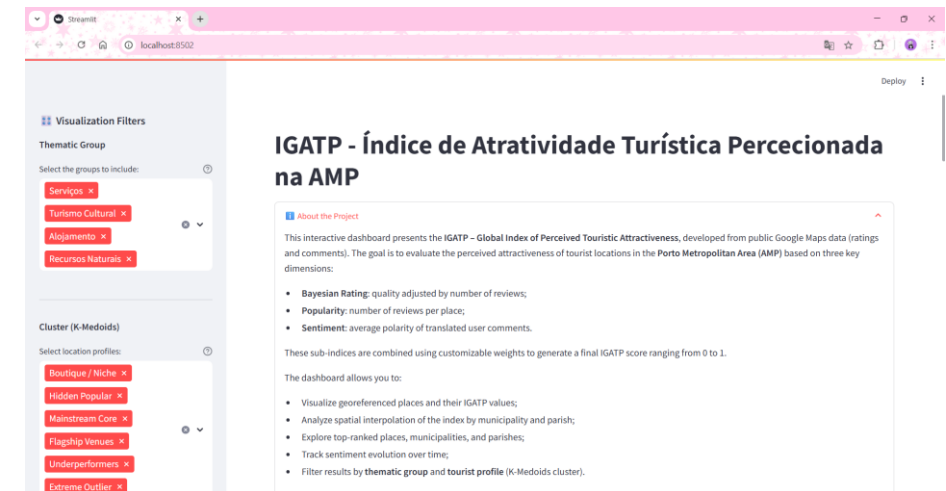 Streamlit
localhost:8502
Deploy
Visualization Filters
Thematic Group
Select the groups to include:
Serviços ×
Turismo Cultural ×
Alojamento ×
Recursos Naturais ×
Cluster (K-Medoids)
Select location profiles:
Boutique / Niche ×
Hidden Popular ×
Mainstream Core ×
Flagship Venues ×
Underperformers ×
Extreme Outlier ×
IGATP - Índice de Atratividade Turística Percecionada
na AMP
About the Project
This interactive dashboard presents the IGATP – Global Index of Perceived Touristic Attractiveness, developed from public Google Maps data (ratings
and comments). The goal is to evaluate the perceived attractiveness of tourist locations in the Porto Metropolitan Area (AMP) based on three key
dimensions:
• Bayesian Rating: quality adjusted by number of reviews;
• Popularity: number of reviews per place;
• Sentiment: average polarity of translated user comments.
These sub-indices are combined using customizable weights to generate a final IGATP score ranging from 0 to 1.
The dashboard allows you to:
• Visualize georeferenced places and their IGATP values;
• Analyze spatial interpolation of the index by municipality and parish;
• Explore top-ranked places, municipalities, and parishes;
• Track sentiment evolution over time;
• Filter results by thematic group and tourist profile (K-Medoids cluster).